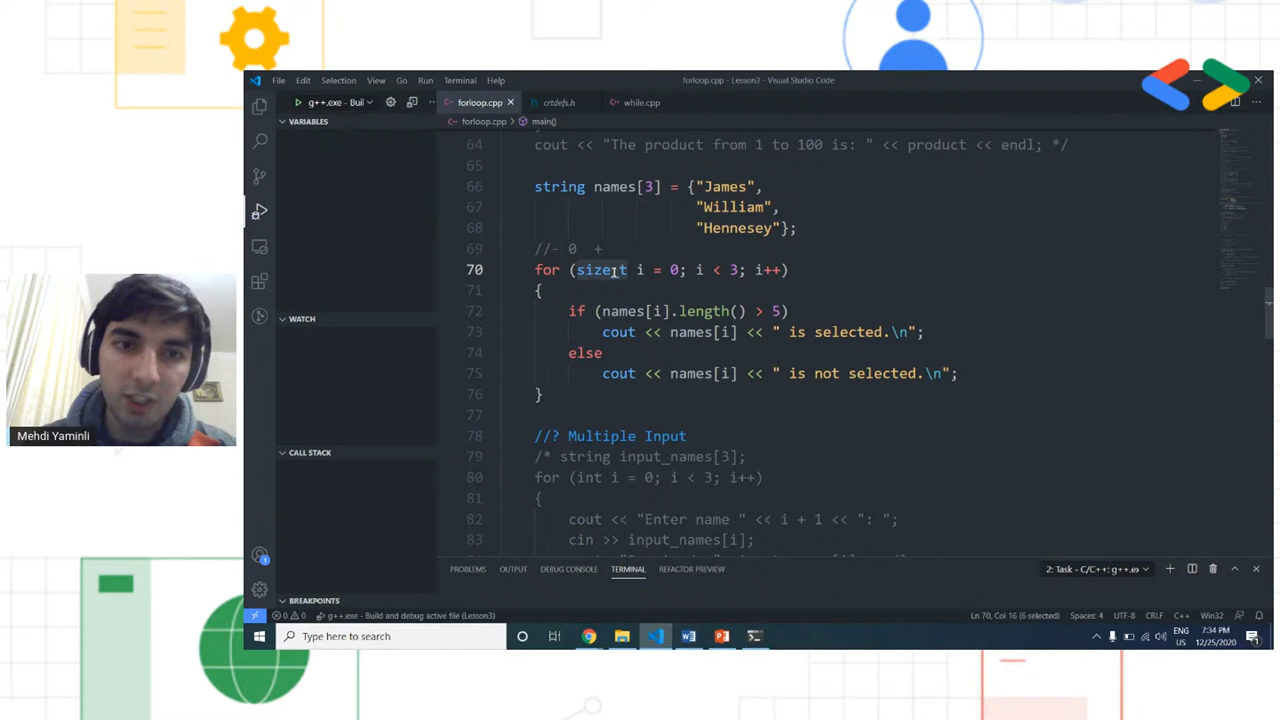 File Edit Selection View Go Run Terminal Help
forloop.cpp - Lesson3 - Visual Studio Code
g++.exe - Buil
forloop.cpp
crtdefs.h
while.cpp
VARIABLES
forloop.cpp > main()
64 cout << "The product from 1 to 100 is: " << product << endl; */
65
66 string names[3] = {"James",
67 "William",
68 "Hennesey"};
69 //- 0 +
70 for (size_t i = 0; i < 3; i++)
71 {
72 if (names[i].length() > 5)
73 cout << names[i] << " is selected.\n";
74 else
75 cout << names[i] << " is not selected.\n";
76 }
77
78 //? Multiple Input
79 /* string input_names[3];
80 for (int i = 0; i < 3; i++)
81 {
82 cout << "Enter name " << i + 1 << ": ";
83 cin >> input_names[i];
WATCH
CALL STACK
BREAKPOINTS
Mehdi Yaminli
PROBLEMS OUTPUT DEBUG CONSOLE TERMINAL REFACTOR PREVIEW
2: Task - C/C++: g++.e
1
0 0 g++.exe - Build and debug active file (Lesson3)
Ln 70, Col 16 (6 selected) Spaces: 4 UTF-8 CRLF C++ Win32
Type here to search
ENG
US
7:34 PM
12/25/2020
1